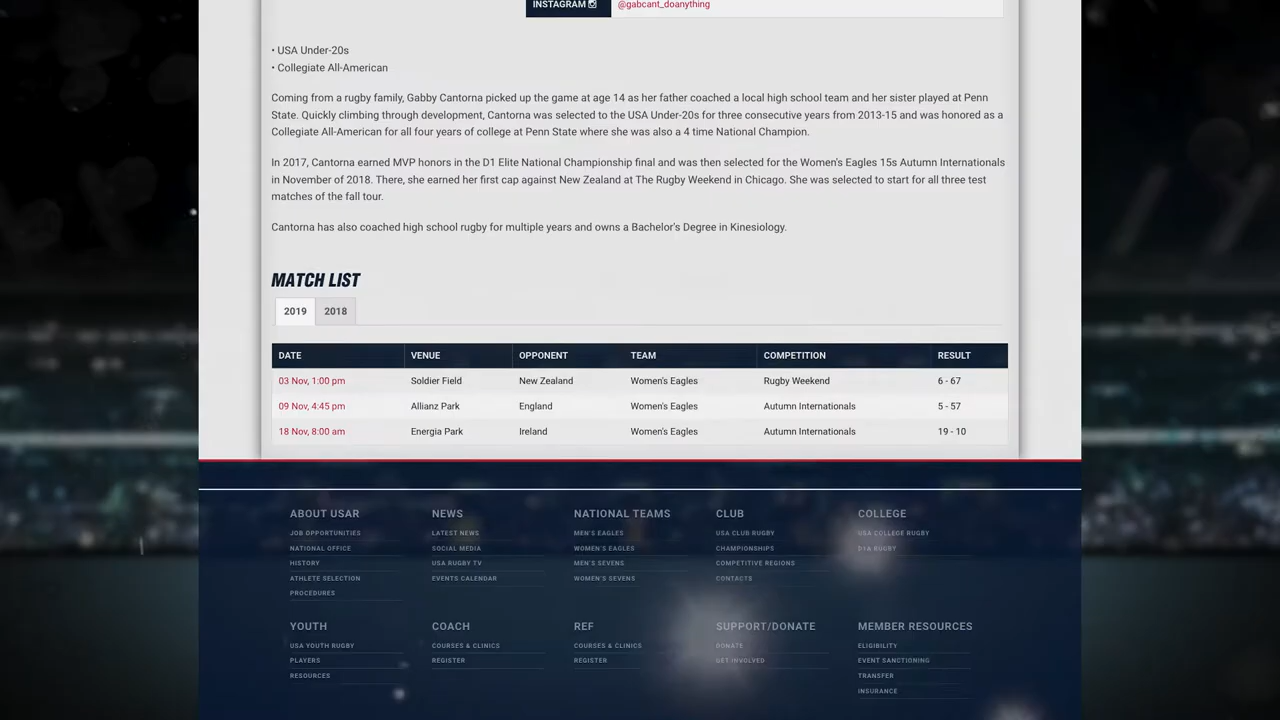 INSTAGRAM @gabcant_doanything
• USA Under-20s
• Collegiate All-American
Coming from a rugby family, Gabby Cantorna picked up the game at age 14 as her father coached a local high school team and her sister played at Penn
State. Quickly climbing through development, Cantorna was selected to the USA Under-20s for three consecutive years from 2013-15 and was honored as a
Collegiate All-American for all four years of college at Penn State where she was also a 4 time National Champion.
In 2017, Cantorna earned MVP honors in the D1 Elite National Championship final and was then selected for the Women's Eagles 15s Autumn Internationals
in November of 2018. There, she earned her first cap against New Zealand at The Rugby Weekend in Chicago. She was selected to start for all three test
matches of the fall tour.
Cantorna has also coached high school rugby for multiple years and owns a Bachelor's Degree in Kinesiology.
MATCH LIST
2019 2018
DATE VENUE OPPONENT TEAM COMPETITION RESULT
03 Nov, 1:00 pm Soldier Field New Zealand Women's Eagles Rugby Weekend 6 - 67
09 Nov, 4:45 pm Allianz Park England Women's Eagles Autumn Internationals 5 - 57
18 Nov, 8:00 am Energia Park Ireland Women's Eagles Autumn Internationals 19 - 10
ABOUT USAR NEWS NATIONAL TEAMS CLUB COLLEGE
JOB OPPORTUNITIES LATEST NEWS MEN'S EAGLES USA CLUB RUGBY USA COLLEGE RUGBY
NATIONAL OFFICE SOCIAL MEDIA WOMEN'S EAGLES CHAMPIONSHIPS D1A RUGBY
HISTORY USA RUGBY TV MEN'S SEVENS COMPETITIVE REGIONS
ATHLETE SELECTION EVENTS CALENDAR WOMEN'S SEVENS CONTACTS
PROCEDURES
YOUTH COACH REF SUPPORT/DONATE MEMBER RESOURCES
USA YOUTH RUGBY COURSES & CLINICS COURSES & CLINICS DONATE ELIGIBILITY
PLAYERS REGISTER REGISTER GET INVOLVED EVENT SANCTIONING
RESOURCES TRANSFER
INSURANCE